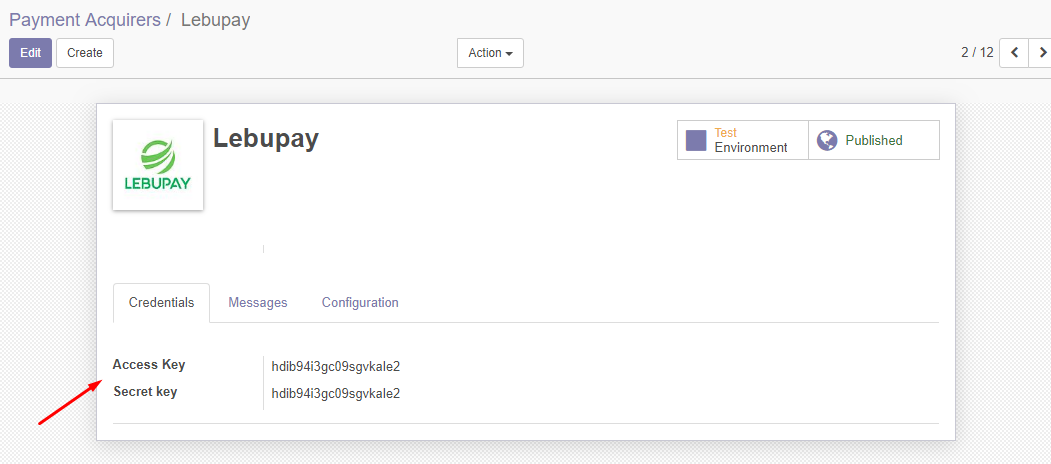 Payment Acquirers / Lebupay
Edit Create Action 2 / 12
LEBUPAY
Lebupay
Test
Environment
Published
Credentials Messages Configuration
Access Key hdib94i3gc09sgvkale2
Secret key hdib94i3gc09sgvkale2